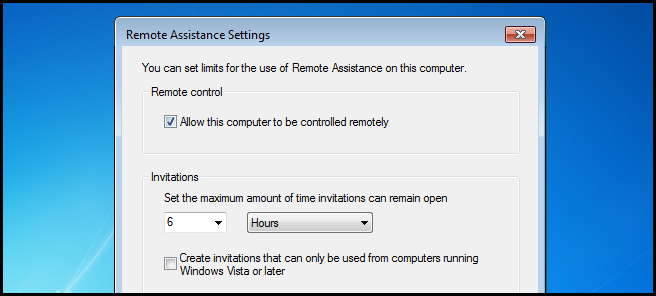 Remote Assistance Settings
You can set limits for the use of Remote Assistance on this computer.
Remote control
Allow this computer to be controlled remotely
Invitations
Set the maximum amount of time invitations can remain open
6 Hours
Create invitations that can only be used from computers running
Windows Vista or later